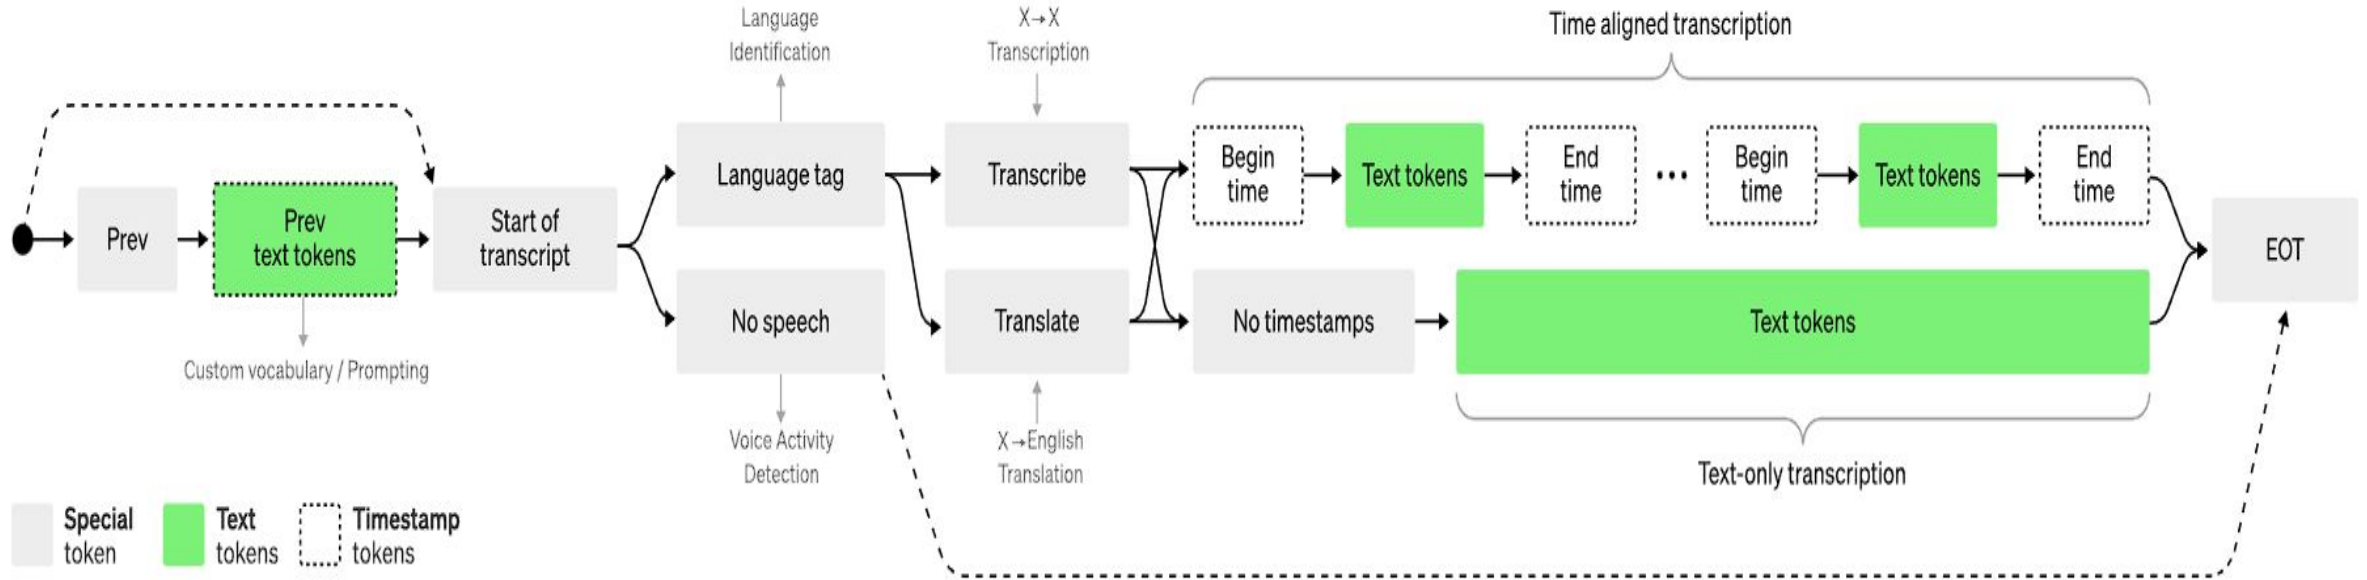 Language
Identification
X→X
Transcription
Time aligned transcription
Prev
Prev
text tokens
Start of
transcript
Language tag
Transcribe
Begin
time
Text tokens
End
time
...
Begin
time
Text tokens
End
time
No speech
Translate
No timestamps
Text tokens
EOT
Custom vocabulary / Prompting
Voice Activity
Detection
X→English
Translation
Text-only transcription
Special
token
Text
tokens
Timestamp
tokens